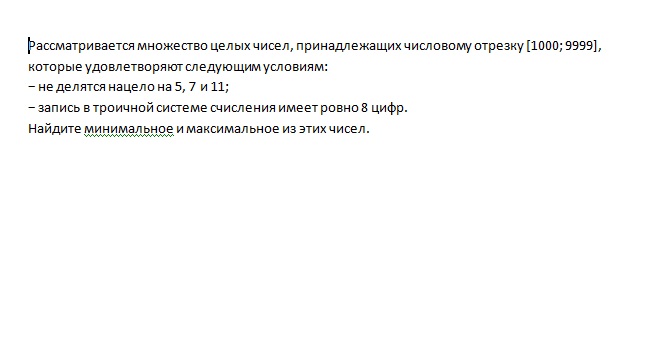 Рассматривается множество целых чисел, принадлежащих числовому отрезку [1000; 9999],
которые удовлетворяют следующим условиям:
− не делятся нацело на 5, 7 и 11;
− запись в троичной системе счисления имеет ровно 8 цифр.
Найдите минимальное и максимальное из этих чисел.